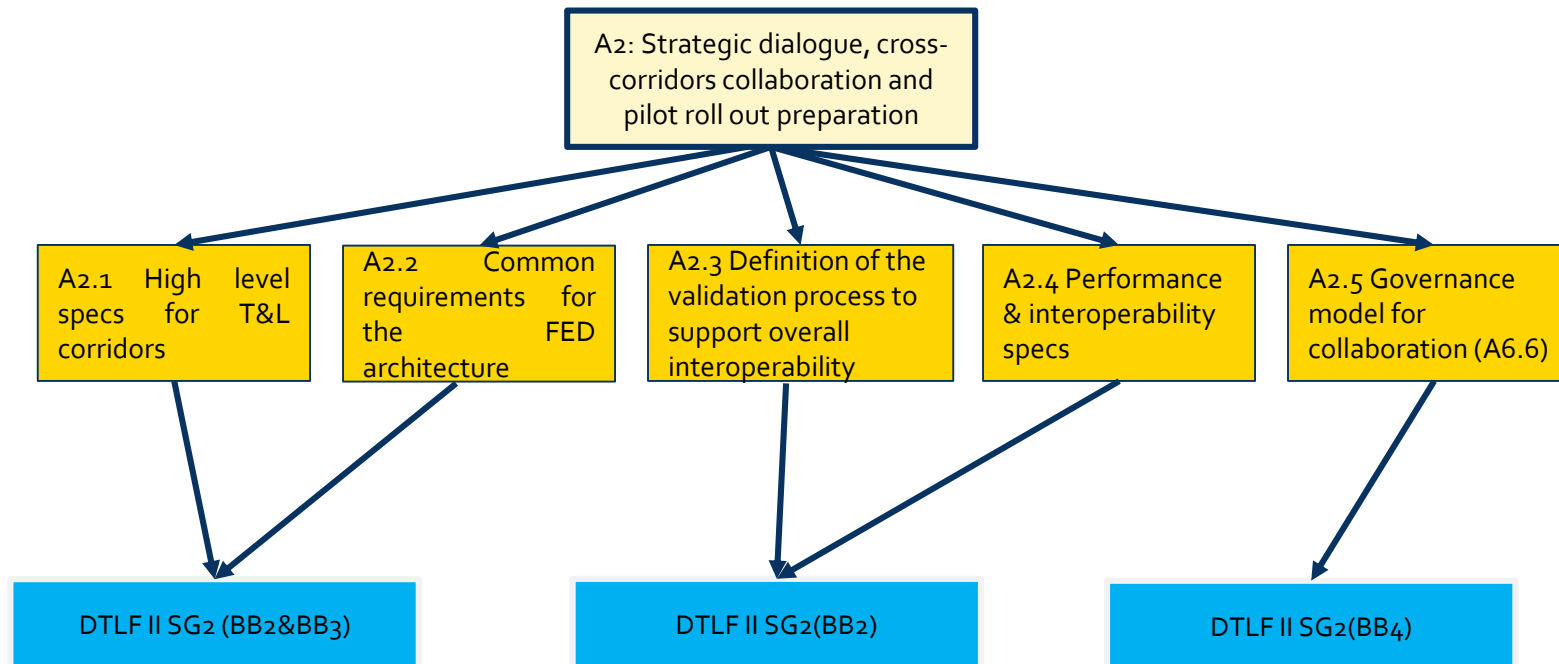 A2: Strategic dialogue, cross-
corridors collaboration and
pilot roll out preparation
A2.1 High level
specs for T&L
corridors
A2.2 Common
requirements for
the FED
architecture
A2.3 Definition of the
validation process to
support overall
interoperability
A2.4 Performance
& interoperability
specs
A2.5 Governance
model for
collaboration (A6.6)
DTLF II SG2 (BB2&BB3)
DTLF II SG2(BB2)
DTLF II SG2(BB4)